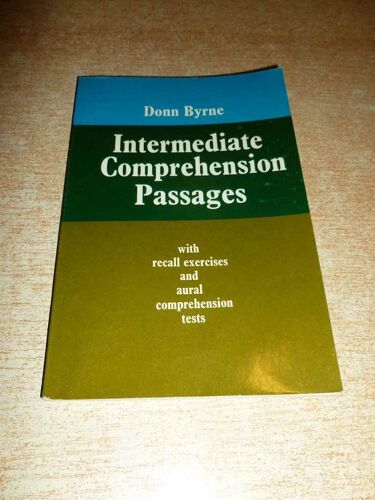 Donn Byrne
Intermediate
Comprehension
Passages
with
recall exercises
and
aural
comprehension
tests